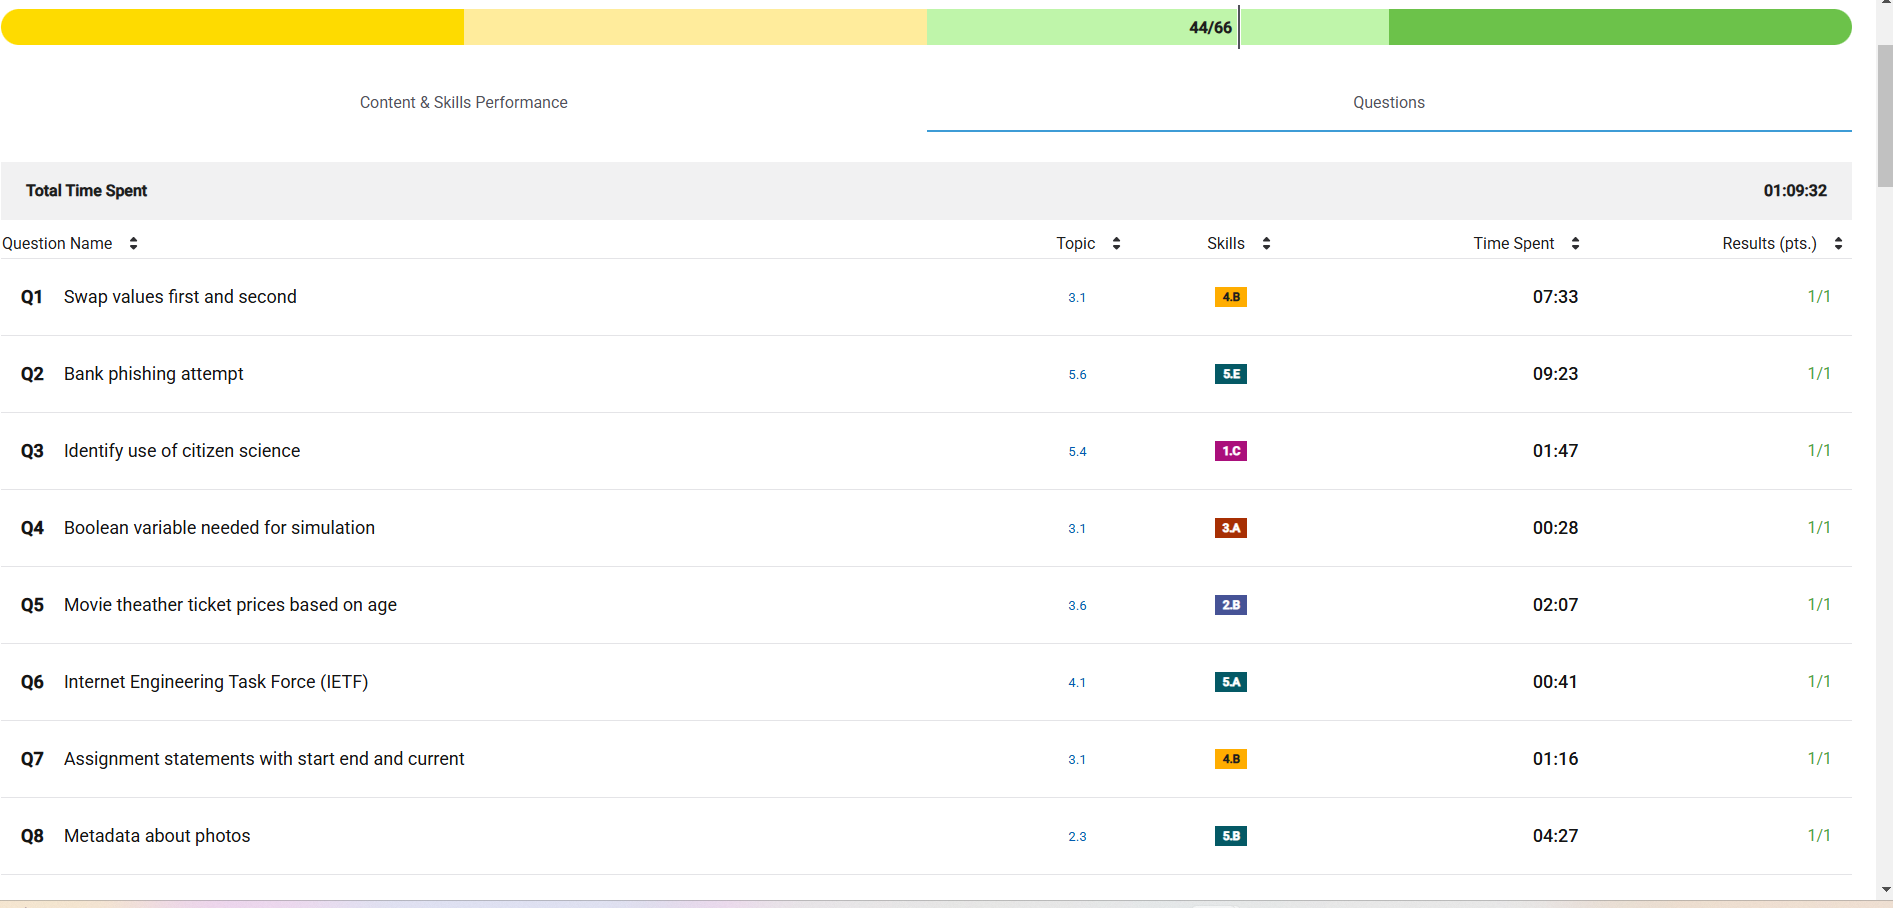 44/66
Content & Skills Performance Questions
Total Time Spent 01:09:32
Question Name Topic Skills Time Spent Results (pts.)
Q1 Swap values first and second 3.1 4.B 07:33 1/1
Q2 Bank phishing attempt 5.6 5.E 09:23 1/1
Q3 Identify use of citizen science 5.4 1.C 01:47 1/1
Q4 Boolean variable needed for simulation 3.1 3.A 00:28 1/1
Q5 Movie theather ticket prices based on age 3.6 2.B 02:07 1/1
Q6 Internet Engineering Task Force (IETF) 4.1 5.A 00:41 1/1
Q7 Assignment statements with start end and current 3.1 4.B 01:16 1/1
Q8 Metadata about photos 2.3 5.B 04:27 1/1